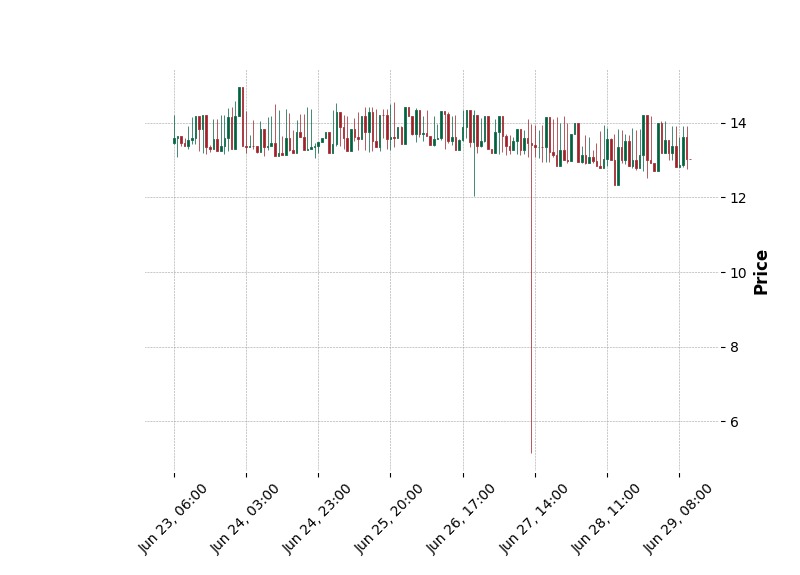 14
12
10
8
6
Price
Jun 23, 06:00
Jun 24, 03:00
Jun 24, 23:00
Jun 25, 20:00
Jun 26, 17:00
Jun 27, 14:00
Jun 28, 11:00
Jun 29, 08:00